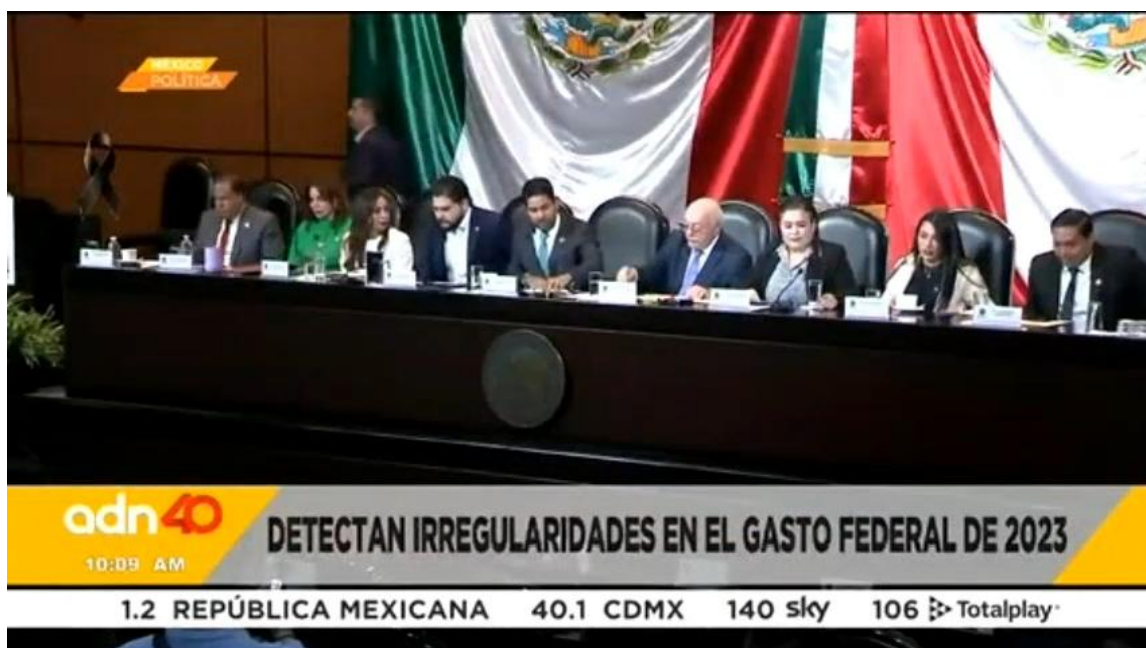 MÉXICO
POLÍTICA
adn40
DETECTAN IRREGULARIDADES EN EL GASTO FEDERAL DE 2023
10:09 AM
1.2 REPÚBLICA MEXICANA 40.1 CDMX 140 sky 106 Totalplay